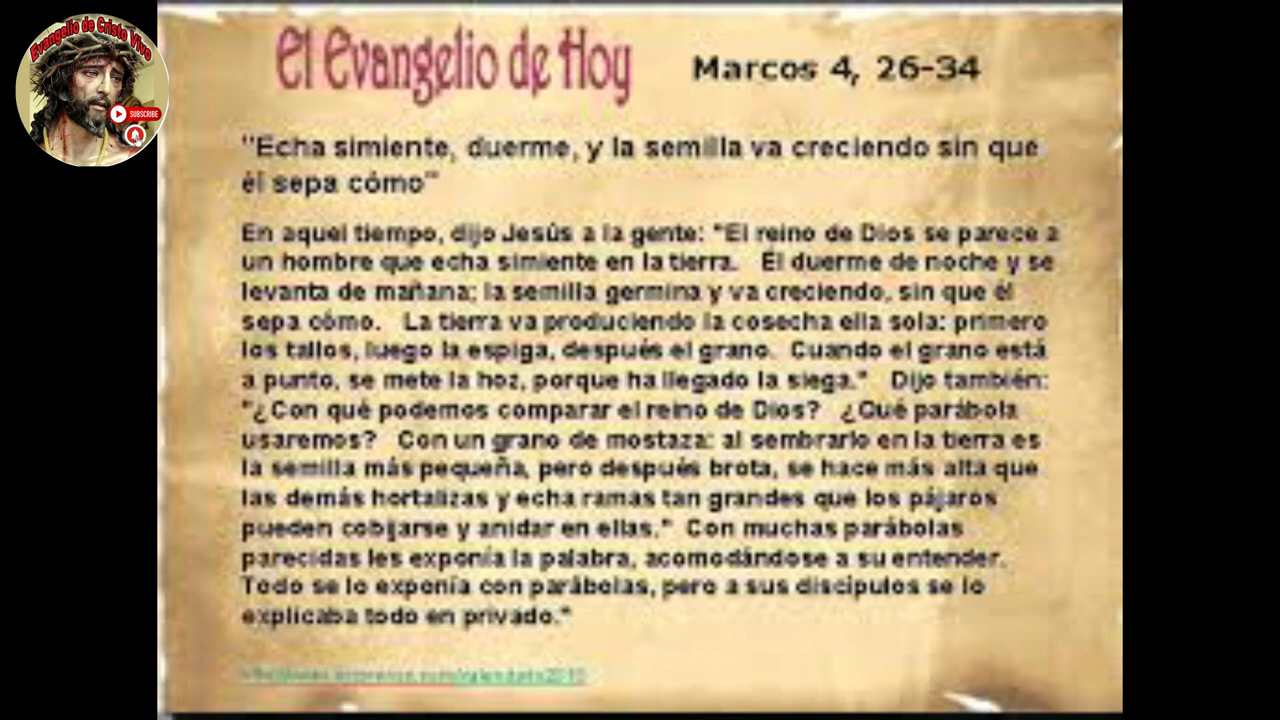 Evangelio de Cristo Vivo
SUBSCRIBE
El Evangelio de Hoy
Marcos 4, 26-34
"Echa simiente, duerme, y la semilla va creciendo sin que
él sepa cómo"
En aquel tiempo, dijo Jesús a la gente: "El reino de Dios se parece a
un hombre que echa simiente en la tierra. Él duerme de noche y se
levanta de mañana; la semilla germina y va creciendo, sin que él
sepa cómo. La tierra va produciendo la cosecha ella sola: primero
los tallos, luego la espiga, después el grano. Cuando el grano está
a punto, se mete la hoz, porque ha llegado la siega." Dijo también:
"¿Con qué podemos comparar el reino de Dios? ¿Qué parábola
usaremos? Con un grano de mostaza: al sembrarlo en la tierra es
la semilla más pequeña, pero después brota, se hace más alta que
las demás hortalizas y echa ramas tan grandes que los pájaros
pueden cobijarse y anidar en ellas." Con muchas parábolas
parecidas les exponía la palabra, acomodándose a su entender.
Todo se lo exponía con parábolas, pero a sus discípulos se lo
explicaba todo en privado."